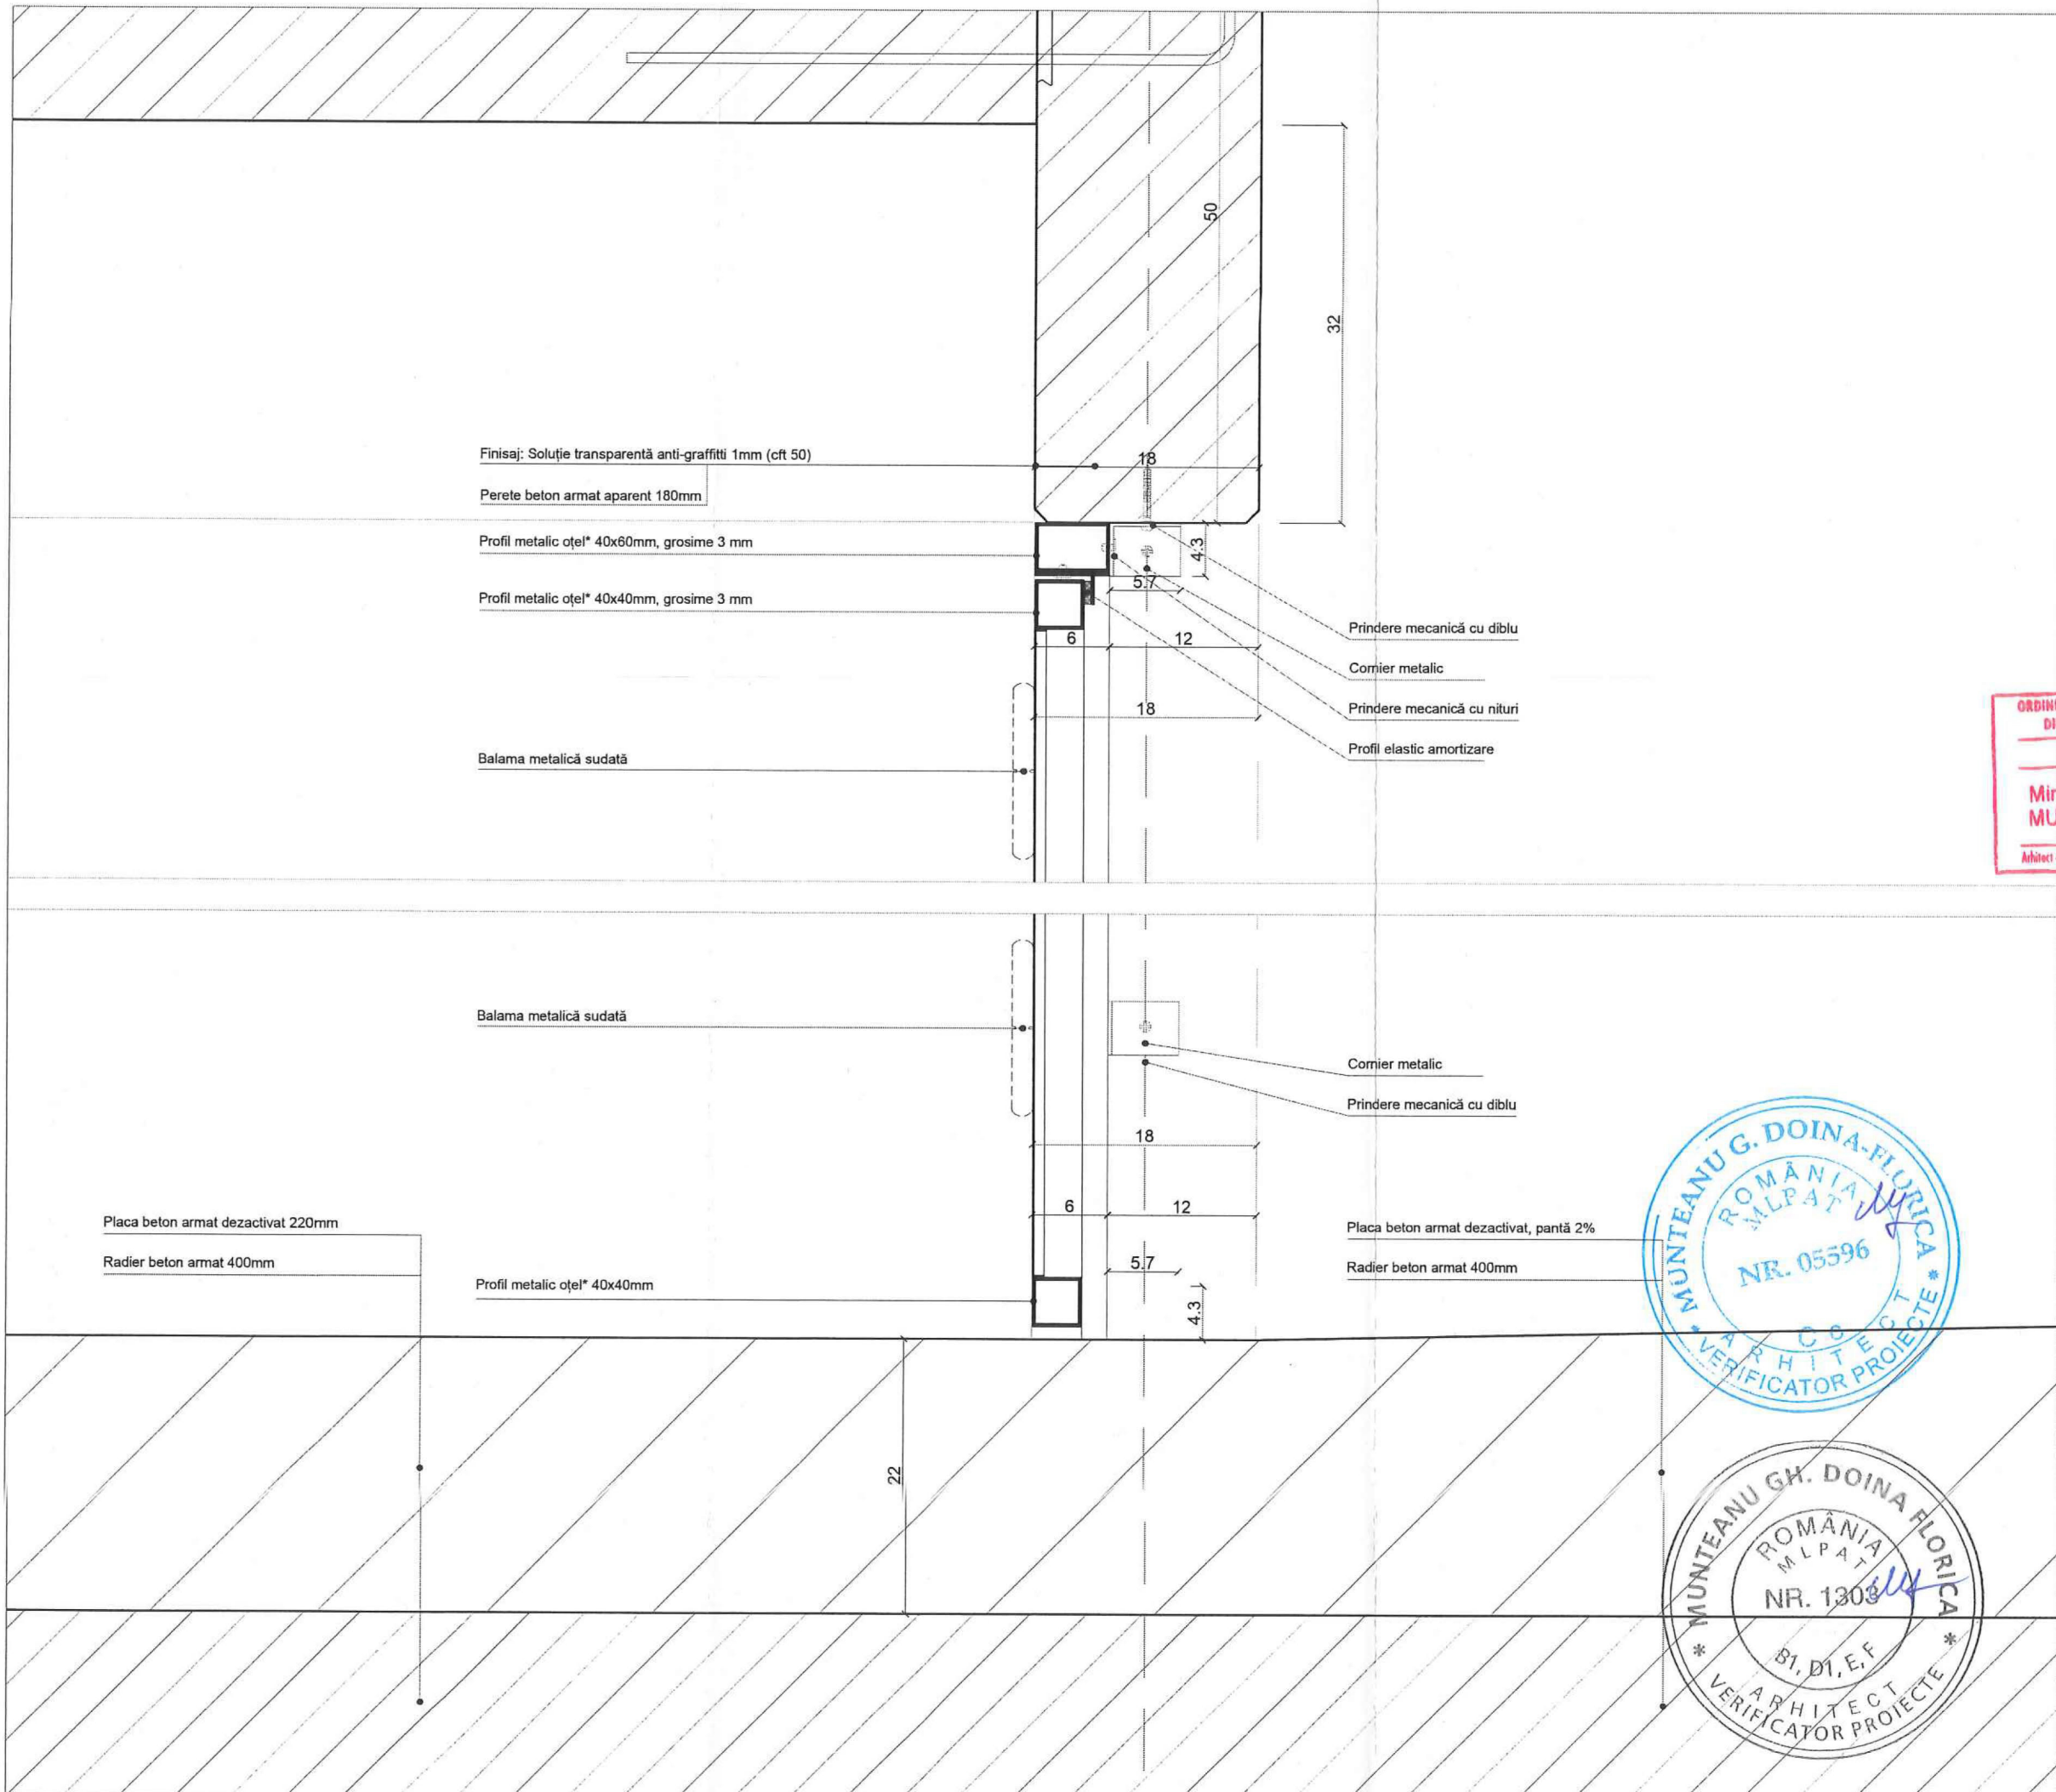 50
32
Finisaj: Soluție transparentă anti-graffitti 1mm (cft 50)
18
Perete beton armat aparent 180mm
Profil metalic oțel* 40x60mm, grosime 3 mm
4.3
5.7
Profil metalic oțel* 40x40mm, grosime 3 mm
6
12
Prindere mecanică cu diblu
Cornier metalic
Prindere mecanică cu nituri
18
Profil elastic amortizare
Balama metalică sudată
Balama metalică sudată
Cornier metalic
Prindere mecanică cu diblu
18
6
12
Placa beton armat dezactivat 220mm
Radier beton armat 400mm
Placa beton armat dezactivat, pantă 2%
Radier beton armat 400mm
5.7
Profil metalic oțel* 40x40mm
4.3
22
MUNTEANU G. DOINA-FLORICA
ROMÂNIA
MLPAT
NR. 05596
ARHITECT
VERIFICATOR PROIECTE
MUNTEANU GH. DOINA FLORICA
ROMÂNIA
MLPAT
NR. 1303
B1, D1, E, F
ARHITECT
VERIFICATOR PROIECTE
Arhitect